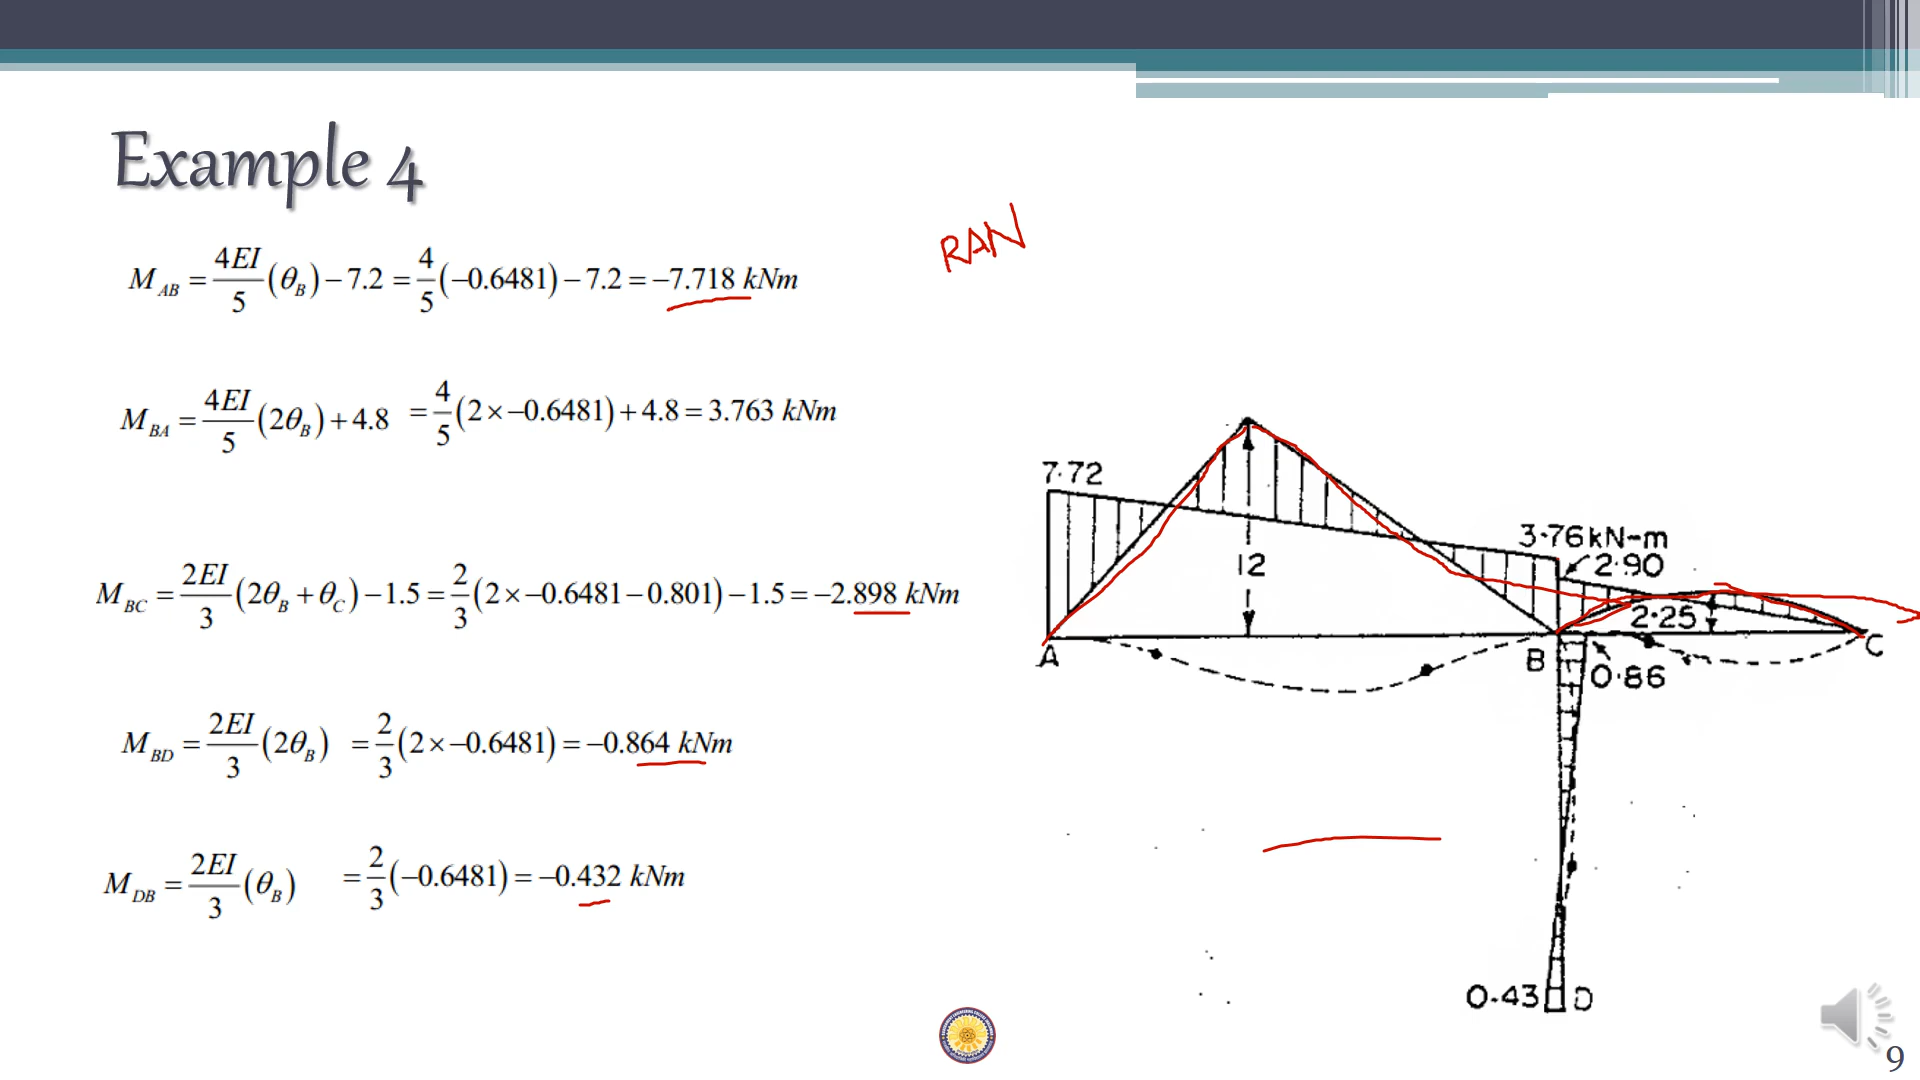 Example 4
RAN
M_AB = 4EI/5 (θ_B) − 7.2 = 4/5 (−0.6481) − 7.2 = −7.718 kNm
M_BA = 4EI/5 (2θ_B) + 4.8 = 4/5 (2 × −0.6481) + 4.8 = 3.763 kNm
M_BC = 2EI/3 (2θ_B + θ_C) − 1.5 = 2/3 (2 × −0.6481 − 0.801) − 1.5 = −2.898 kNm
M_BD = 2EI/3 (2θ_B) = 2/3 (2 × −0.6481) = −0.864 kNm
M_DB = 2EI/3 (θ_B) = 2/3 (−0.6481) = −0.432 kNm
7.72
12
3.76 kN-m
2.90
2.25
A
B
C
0.86
0.43
D
9